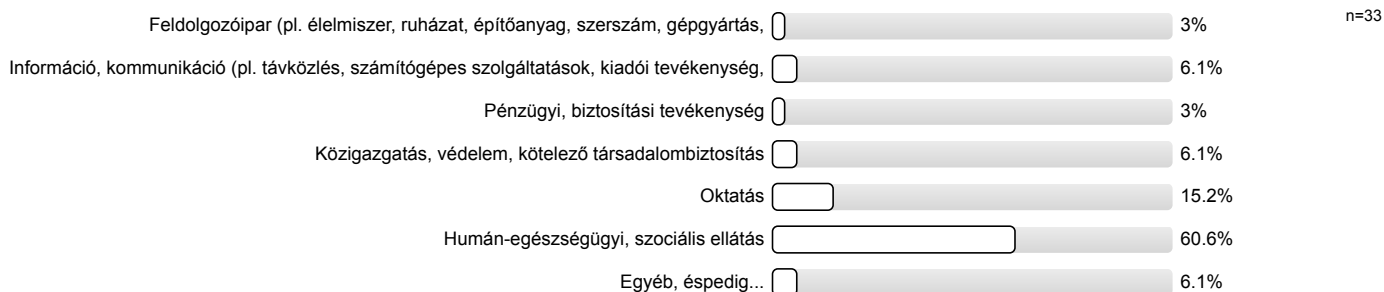 Feldolgozóipar (pl. élelmiszer, ruházat, építőanyag, szerszám, gépgyártás, 3% n=33
Információ, kommunikáció (pl. távközlés, számítógépes szolgáltatások, kiadói tevékenység, 6.1%
Pénzügyi, biztosítási tevékenység 3%
Közigazgatás, védelem, kötelező társadalombiztosítás 6.1%
Oktatás 15.2%
Humán-egészségügyi, szociális ellátás 60.6%
Egyéb, éspedig... 6.1%